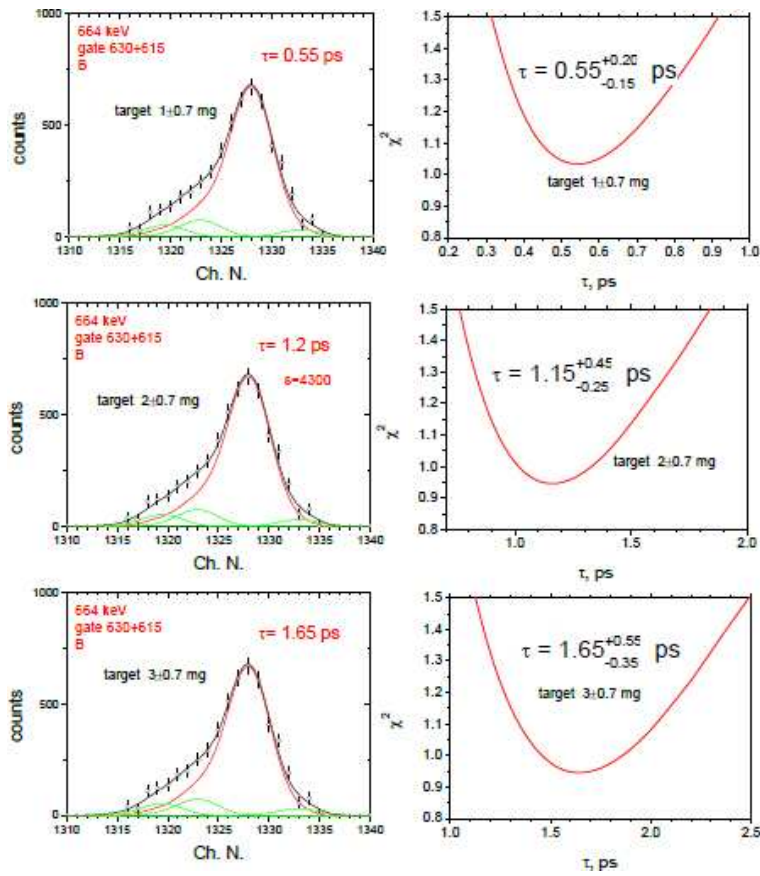 664 keV
gate 630+615
B
τ = 0.55 ps
target 1±0.7 mg
counts
1000
500
0
1310 1320 1330 1340
Ch. N.
τ = 0.55 +0.20 -0.15 ps
target 1±0.7 mg
χ²
1.5
1.4
1.3
1.2
1.1
1.0
0.9
0.8
0.2 0.3 0.4 0.5 0.6 0.7 0.8 0.9 1.0
τ, ps
664 keV
gate 630+615
B
τ= 1.2 ps
s=4300
target 2±0.7 mg
counts
1000
500
0
1310 1320 1330 1340
Ch. N.
τ = 1.15 +0.45 -0.25 ps
target 2±0.7 mg
χ²
1.5
1.4
1.3
1.2
1.1
1.0
0.9
0.8
1.0 1.5 2.0
τ, ps
664 keV
gate 630+615
B
τ= 1.65 ps
target 3±0.7 mg
counts
1000
500
0
1310 1320 1330 1340
Ch. N.
τ = 1.65 +0.55 -0.35 ps
target 3±0.7 mg
χ²
1.5
1.4
1.3
1.2
1.1
1.0
0.9
0.8
1.0 1.5 2.0 2.5
τ, ps